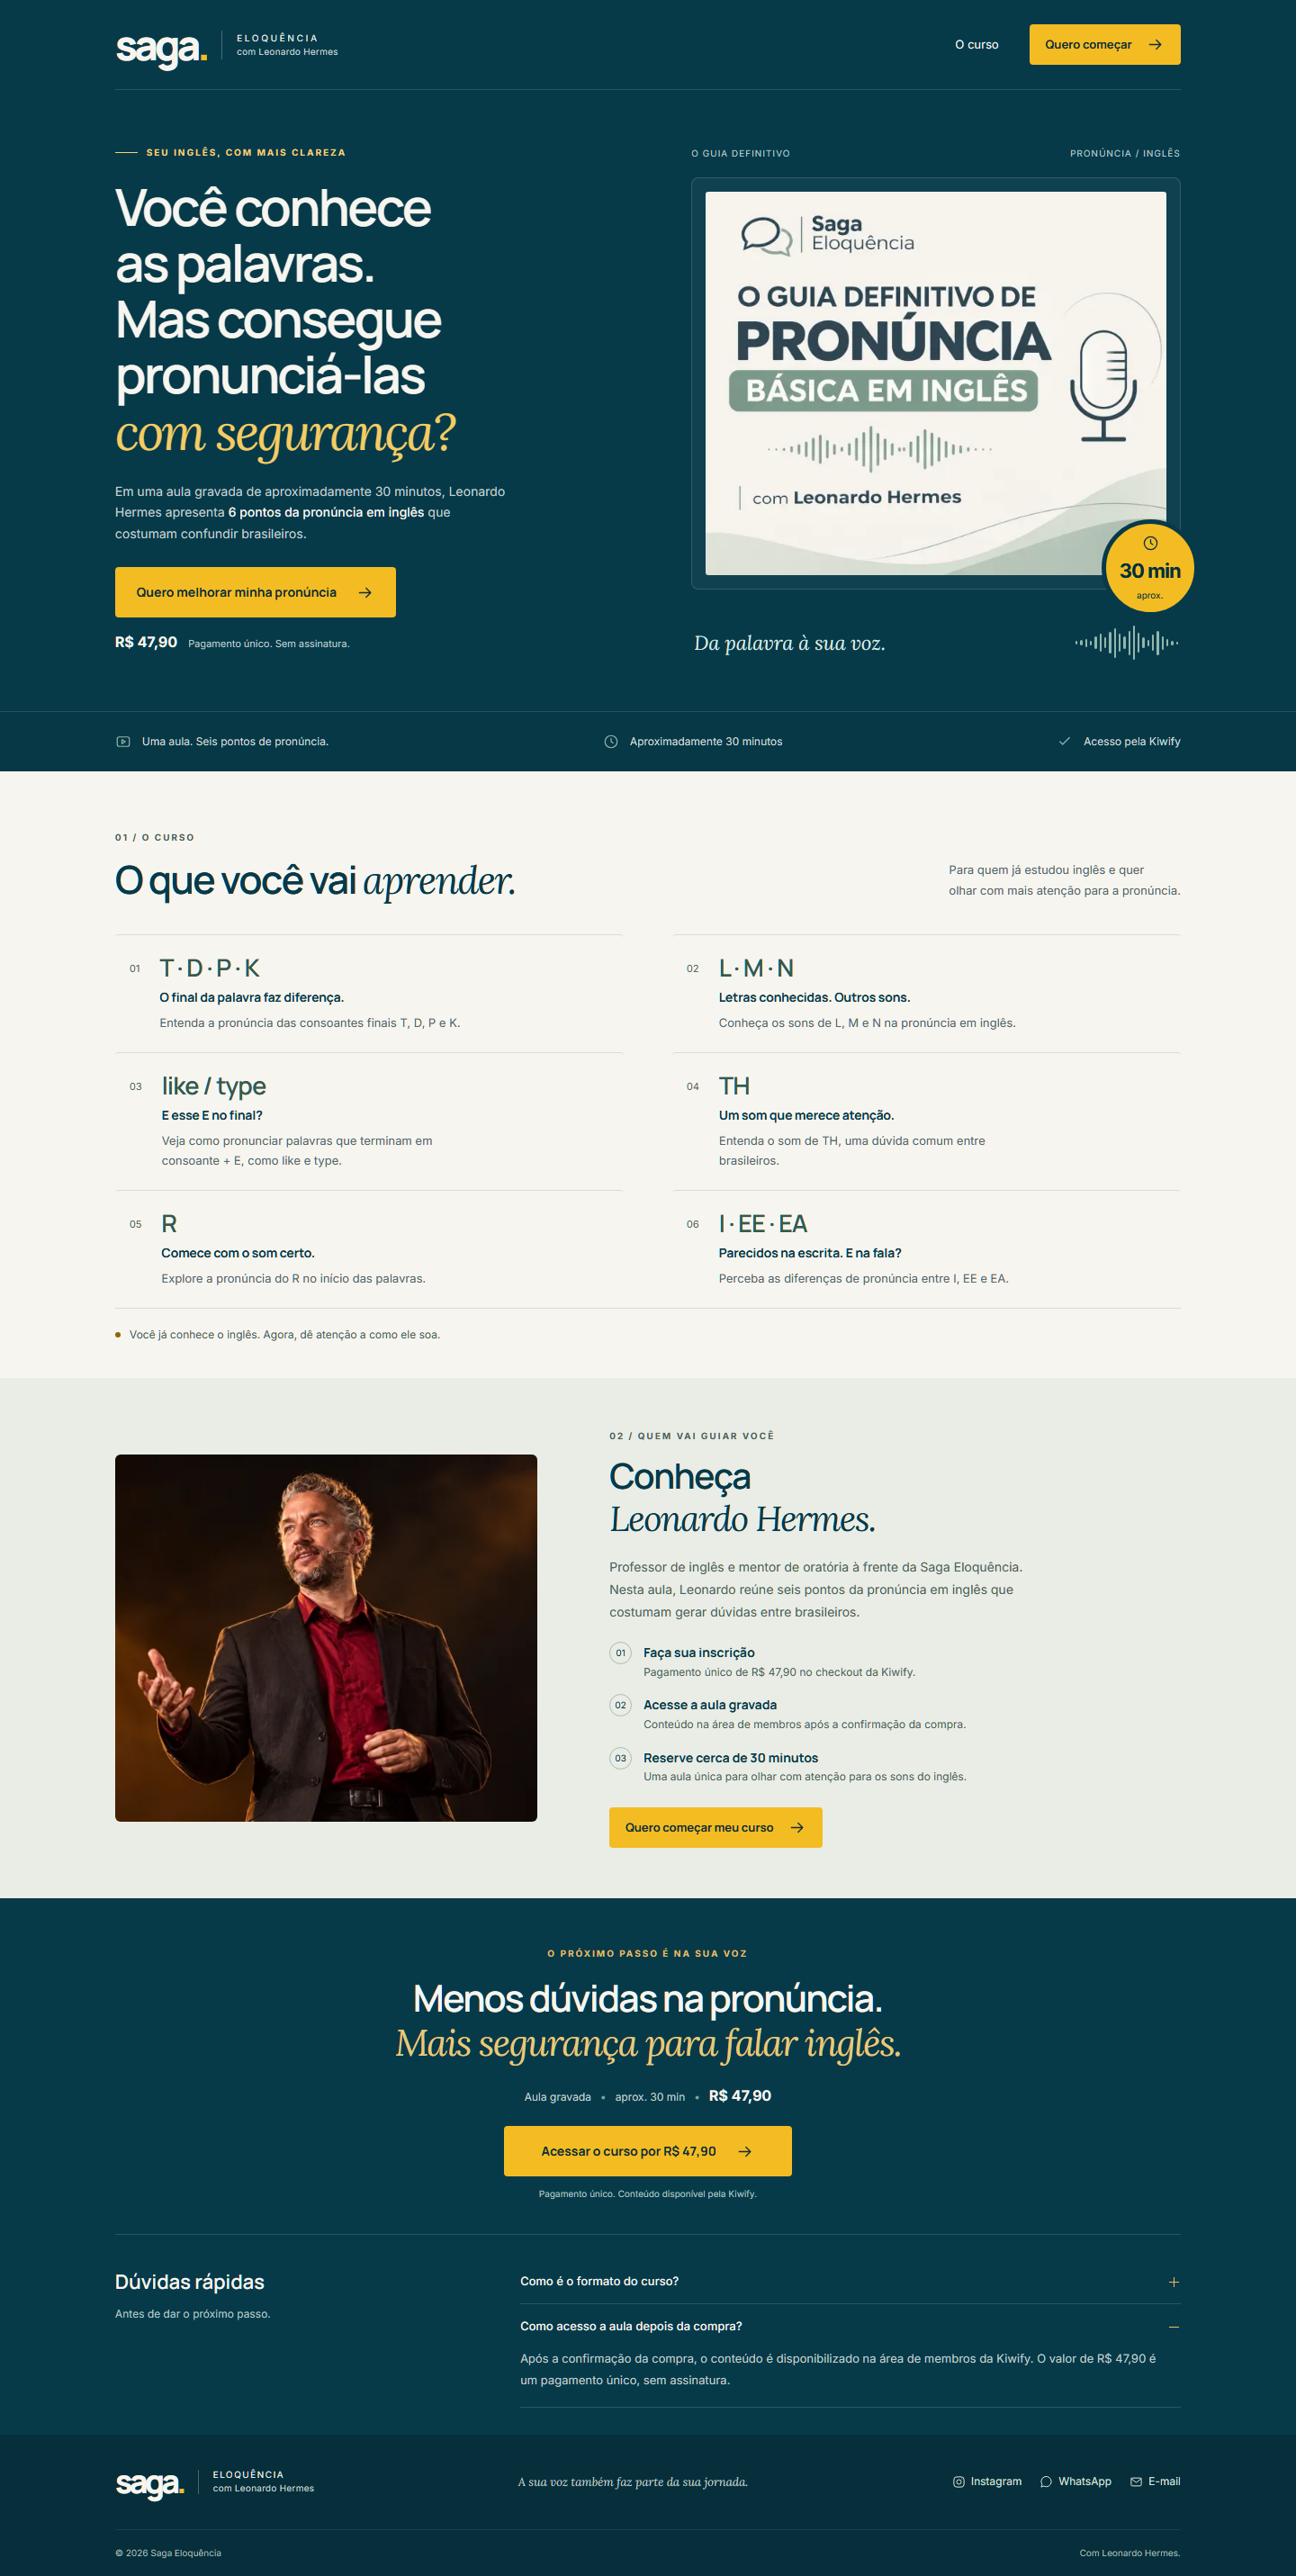 saga.
ELOQUÊNCIA
com Leonardo Hermes
O curso
Quero começar
SEU INGLÊS, COM MAIS CLAREZA
Você conhece
as palavras.
Mas consegue
pronunciá-las
com segurança?
Em uma aula gravada de aproximadamente 30 minutos, Leonardo
Hermes apresenta 6 pontos da pronúncia em inglês que
costumam confundir brasileiros.
Quero melhorar minha pronúncia
R$ 47,90 Pagamento único. Sem assinatura.
O GUIA DEFINITIVO
PRONÚNCIA / INGLÊS
Saga
Eloquência
O GUIA DEFINITIVO DE
PRONÚNCIA
BÁSICA EM INGLÊS
com Leonardo Hermes
30 min
aprox.
Da palavra à sua voz.
Uma aula. Seis pontos de pronúncia.
Aproximadamente 30 minutos
Acesso pela Kiwify
01 / O CURSO
O que você vai aprender.
Para quem já estudou inglês e quer
olhar com mais atenção para a pronúncia.
01
T · D · P · K
O final da palavra faz diferença.
Entenda a pronúncia das consoantes finais T, D, P e K.
02
L · M · N
Letras conhecidas. Outros sons.
Conheça os sons de L, M e N na pronúncia em inglês.
03
like / type
E esse E no final?
Veja como pronunciar palavras que terminam em
consoante + E, como like e type.
04
TH
Um som que merece atenção.
Entenda o som de TH, uma dúvida comum entre
brasileiros.
05
R
Comece com o som certo.
Explore a pronúncia do R no início das palavras.
06
I · EE · EA
Parecidos na escrita. E na fala?
Perceba as diferenças de pronúncia entre I, EE e EA.
Você já conhece o inglês. Agora, dê atenção a como ele soa.
02 / QUEM VAI GUIAR VOCÊ
Conheça
Leonardo Hermes.
Professor de inglês e mentor de oratória à frente da Saga Eloquência.
Nesta aula, Leonardo reúne seis pontos da pronúncia em inglês que
costumam gerar dúvidas entre brasileiros.
01
Faça sua inscrição
Pagamento único de R$ 47,90 no checkout da Kiwify.
02
Acesse a aula gravada
Conteúdo na área de membros após a confirmação da compra.
03
Reserve cerca de 30 minutos
Uma aula única para olhar com atenção para os sons do inglês.
Quero começar meu curso
O PRÓXIMO PASSO É NA SUA VOZ
Menos dúvidas na pronúncia.
Mais segurança para falar inglês.
Aula gravada • aprox. 30 min • R$ 47,90
Acessar o curso por R$ 47,90
Pagamento único. Conteúdo disponível pela Kiwify.
Dúvidas rápidas
Antes de dar o próximo passo.
Como é o formato do curso?
Como acesso a aula depois da compra?
Após a confirmação da compra, o conteúdo é disponibilizado na área de membros da Kiwify. O valor de R$ 47,90 é
um pagamento único, sem assinatura.
saga.
ELOQUÊNCIA
com Leonardo Hermes
A sua voz também faz parte da sua jornada.
Instagram
WhatsApp
E-mail
© 2026 Saga Eloquência
Com Leonardo Hermes.